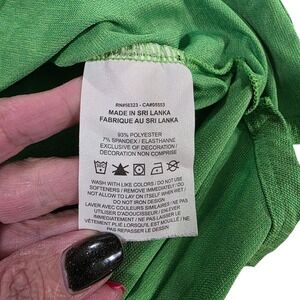 RN#56323 - CA#05553
MADE IN SRI LANKA
FABRIQUE AU SRI LANKA
93% POLYESTER
7% SPANDEX / ELASTHANNE
EXCLUSIVE OF DECORATION /
DECORATION NON COMPRISE
WASH WITH LIKE COLORS / DO NOT USE
SOFTENERS / REMOVE IMMEDIATELY / DO
NOT ALLOW TO LAY ON ITSELF WHEN WET /
DO NOT IRON DESIGN
LAVER AVEC COULEURS SIMILAIRES / NE PAS
UTILISER D'ADOUCISSEUR / ENLEVER
IMMÉDIATEMENT / NE PAS LAISSER LE
VÊTEMENT PLIÉ LORSQU'IL EST MOUILLÉ / NE
PAS REPASSER LE DESSIN